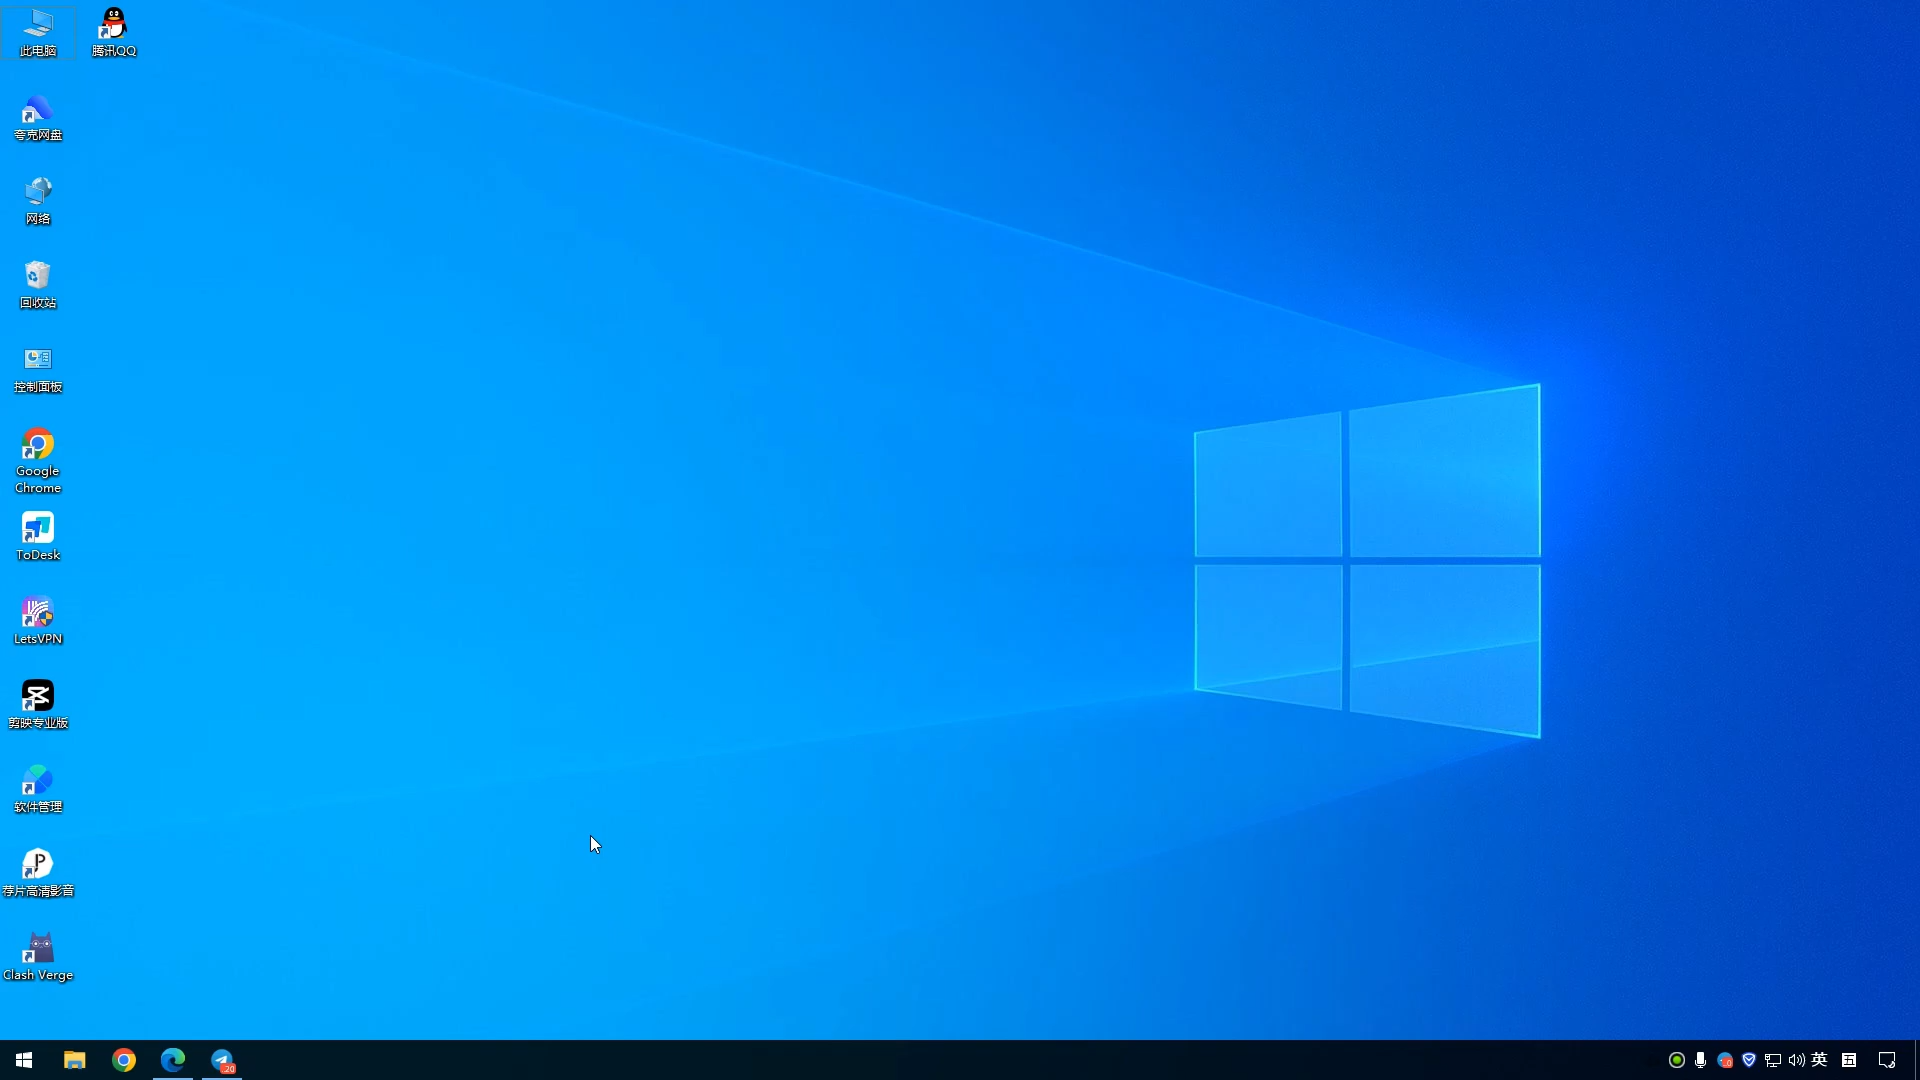 此电脑
腾讯QQ
夸克网盘
网络
回收站
控制面板
Google
Chrome
ToDesk
LetsVPN
剪映专业版
软件管理
荐片高清影音
Clash Verge
英
五